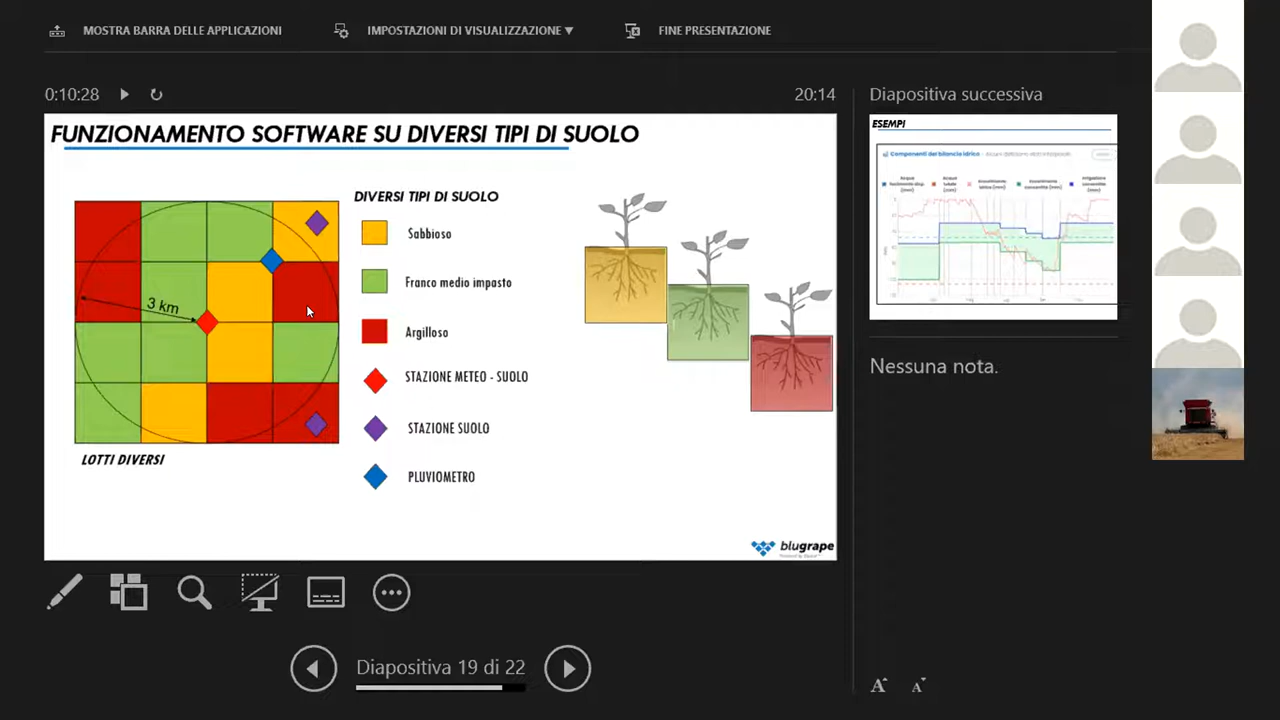 MOSTRA BARRA DELLE APPLICAZIONI
IMPOSTAZIONI DI VISUALIZZAZIONE ▼
FINE PRESENTAZIONE
0:10:28
20:14
FUNZIONAMENTO SOFTWARE SU DIVERSI TIPI DI SUOLO
3 km
LOTTI DIVERSI
DIVERSI TIPI DI SUOLO
Sabbioso
Franco medio impasto
Argilloso
STAZIONE METEO - SUOLO
STAZIONE SUOLO
PLUVIOMETRO
blugrape
Diapositiva 19 di 22
Diapositiva successiva
ESEMPI
Componenti del bilancio idrico
Nessuna nota.
A A